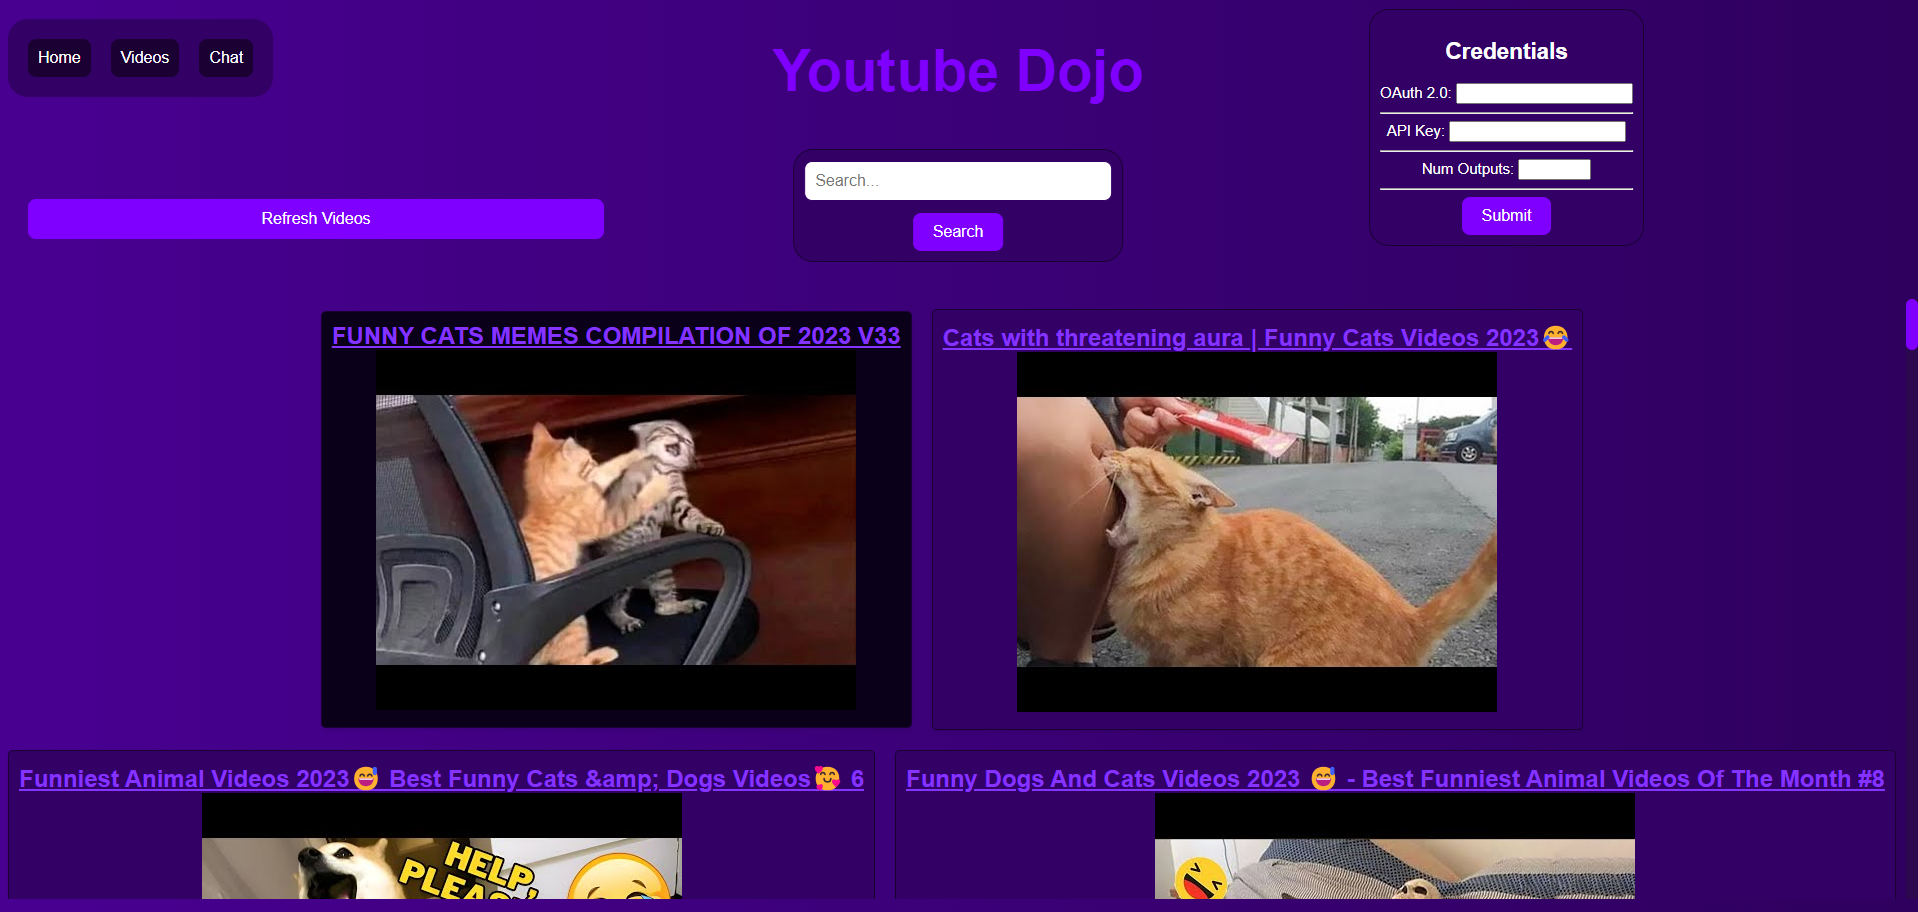 Home Videos Chat
Youtube Dojo
Credentials
OAuth 2.0:
API Key:
Num Outputs:
Submit
Search...
Search
Refresh Videos
FUNNY CATS MEMES COMPILATION OF 2023 V33
Cats with threatening aura | Funny Cats Videos 2023😂
Funniest Animal Videos 2023😅 Best Funny Cats &amp; Dogs Videos🥰 6
HELP
PLEAS
Funny Dogs And Cats Videos 2023 😅 - Best Funniest Animal Videos Of The Month #8